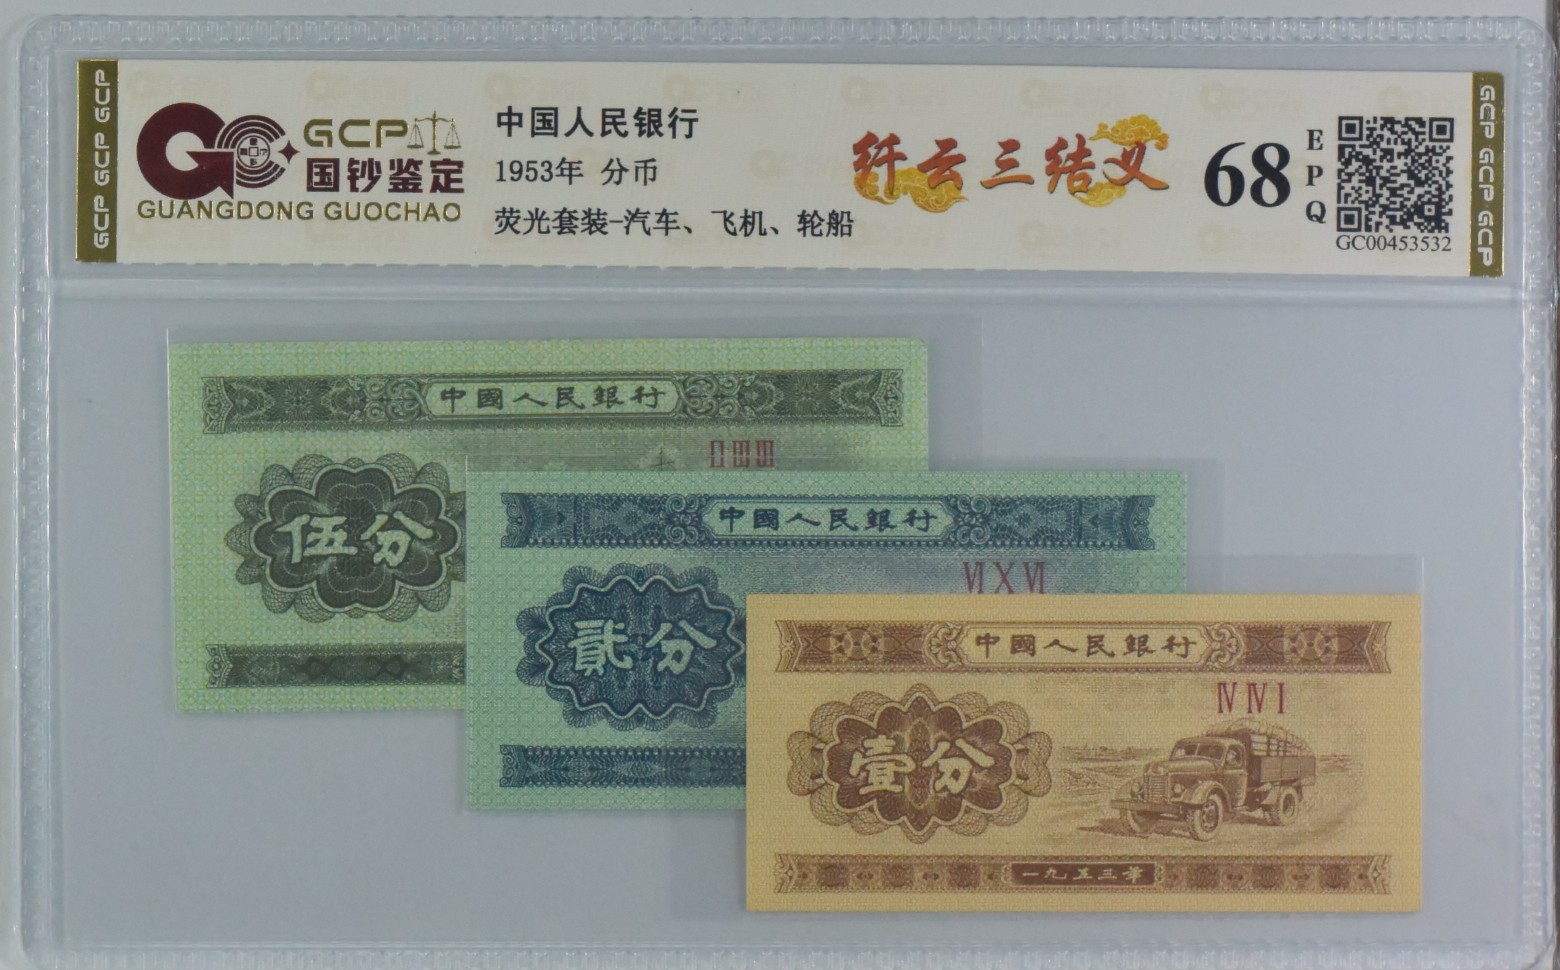 GCP GCP GCP
GCP
国钞鉴定
GUANGDONG GUOCHAO
中国人民银行
1953年 分币
荧光套装-汽车、飞机、轮船
纤云三结义
68
EPQ
GC00453532
GCP GCP GCP
中國人民銀行
伍分
中國人民銀行
VI X VI
貳分
中國人民銀行
IV IV I
壹分
一九五三年